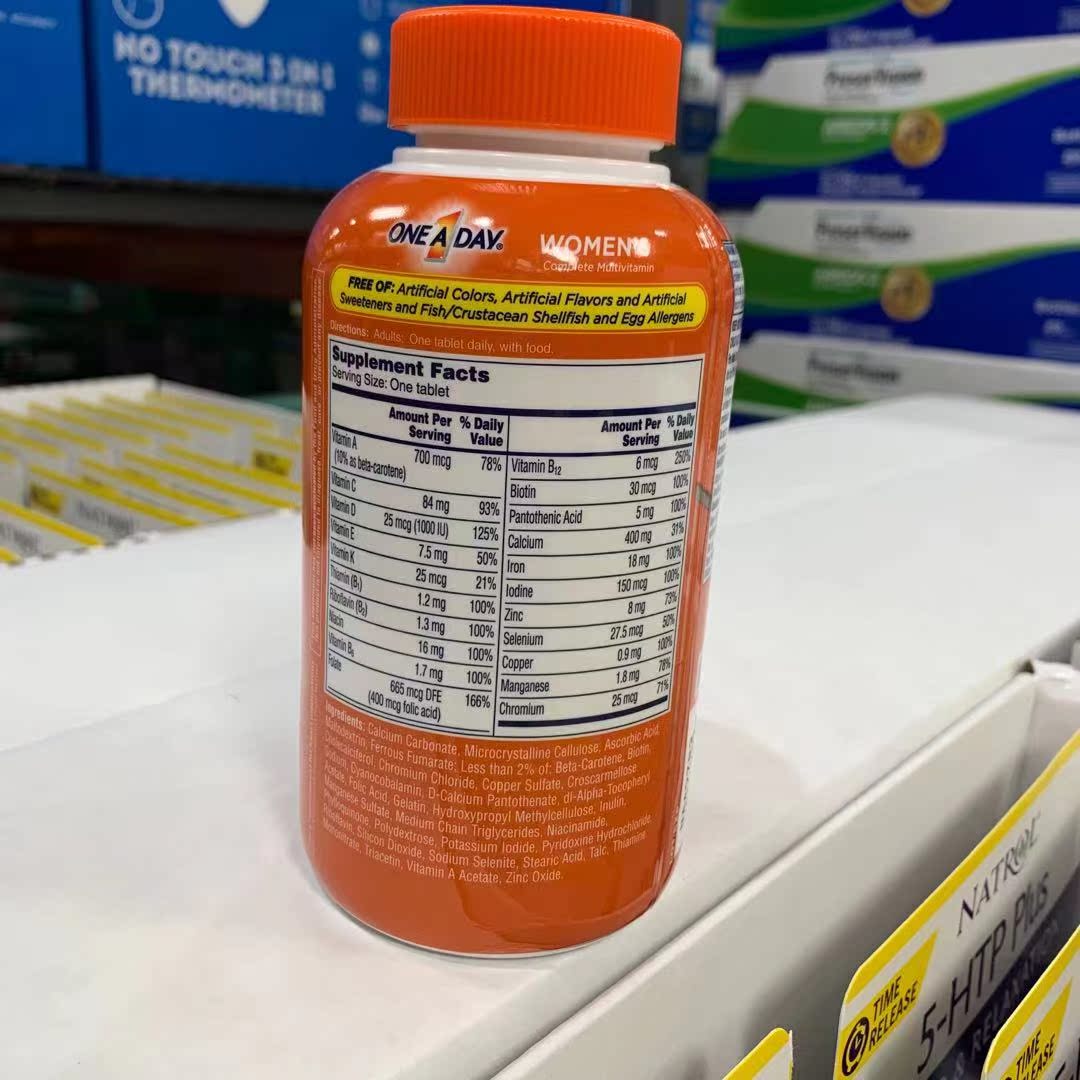 NO TOUCH 3 IN 1
THERMOMETER
ONE A DAY®
WOMEN'S
Complete Multivitamin
FREE OF: Artificial Colors, Artificial Flavors and Artificial
Sweeteners and Fish/Crustacean Shellfish and Egg Allergens
Directions: Adults: One tablet daily, with food.
Supplement Facts
Serving Size: One tablet
Amount Per Serving % Daily Value
Vitamin A 700 mcg 78%
(10% as beta-carotene)
Vitamin C 84 mg 93%
Vitamin D 25 mcg (1000 IU) 125%
Vitamin E 7.5 mg 50%
Vitamin K 25 mcg 21%
Thiamin (B1) 1.2 mg 100%
Riboflavin (B2) 1.3 mg 100%
Niacin 16 mg 100%
Vitamin B6 1.7 mg 100%
Folate 665 mcg DFE 166%
(400 mcg folic acid)
Amount Per Serving % Daily Value
Vitamin B12 6 mcg 250%
Biotin 30 mcg 100%
Pantothenic Acid 5 mg 100%
Calcium 400 mg 31%
Iron 18 mg 100%
Iodine 150 mcg 100%
Zinc 8 mg 73%
Selenium 27.5 mcg 50%
Copper 0.9 mg 100%
Manganese 1.8 mg 78%
Chromium 25 mcg 71%
Ingredients: Calcium Carbonate, Microcrystalline Cellulose, Ascorbic Acid,
Maltodextrin, Ferrous Fumarate; Less than 2% of: Beta-Carotene, Biotin,
Cholecalciferol, Chromium Chloride, Copper Sulfate, Croscarmellose
Sodium, Cyanocobalamin, D-Calcium Pantothenate, dl-Alpha-Tocopheryl
Acetate, Folic Acid, Gelatin, Hydroxypropyl Methylcellulose, Inulin,
Manganese Sulfate, Medium Chain Triglycerides, Niacinamide,
Phylloquinone, Polydextrose, Potassium Iodide, Pyridoxine Hydrochloride,
Riboflavin, Silicon Dioxide, Sodium Selenite, Stearic Acid, Talc, Thiamine
Mononitrate, Triacetin, Vitamin A Acetate, Zinc Oxide.
NATROL
5-HTP Plus
TIME
RELEASE
TIME